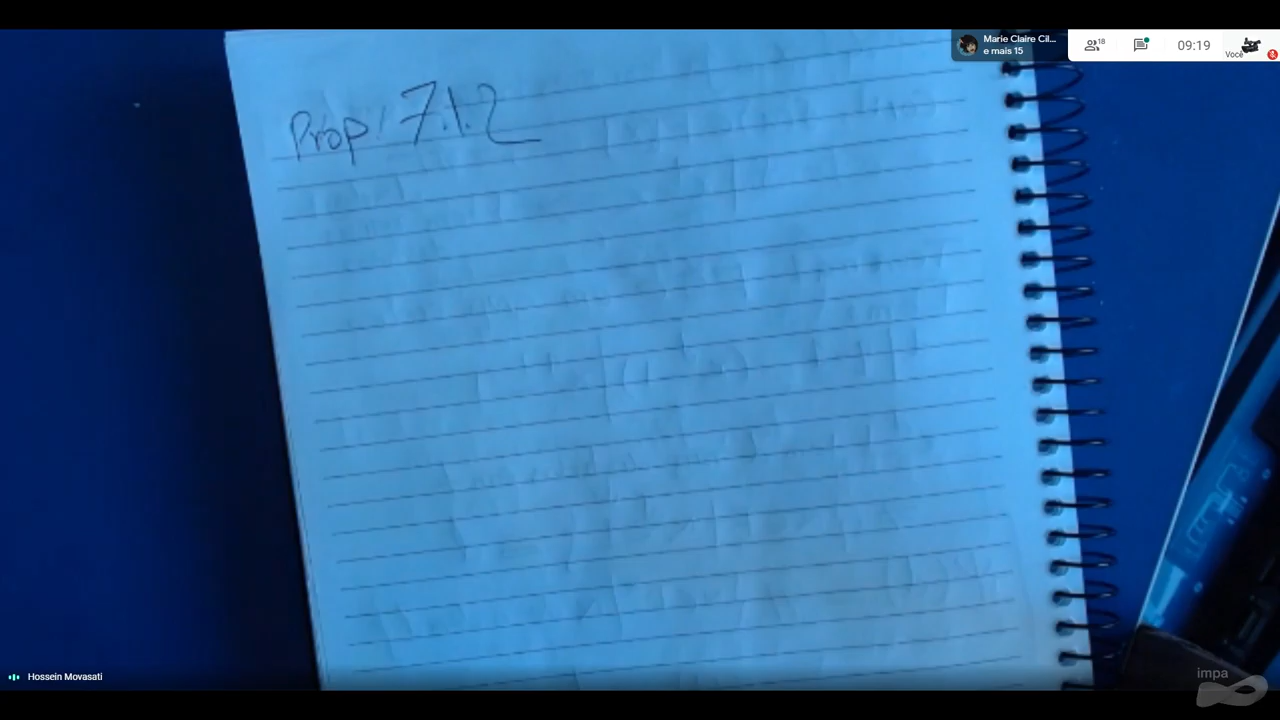 Marie Claire Cil...
e mais 15
18
09:19
Você
Prop! 7.1.2
Hossein Movasati
impa